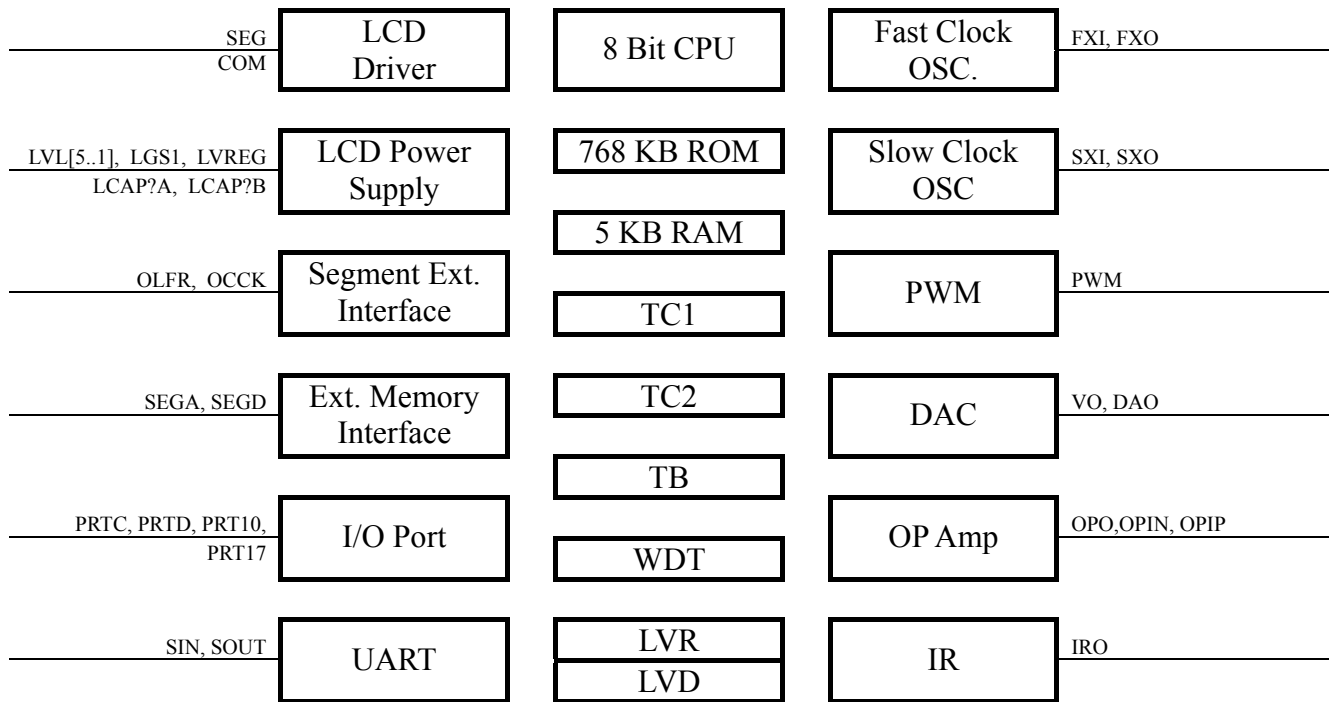 SEG
COM
LCD
Driver
8 Bit CPU
Fast Clock
OSC.
FXI, FXO
LVL[5..1], LGS1, LVREG
LCAP?A, LCAP?B
LCD Power
Supply
768 KB ROM
Slow Clock
OSC
SXI, SXO
5 KB RAM
OLFR, OCCK
Segment Ext.
Interface
TC1
PWM
PWM
SEGA, SEGD
Ext. Memory
Interface
TC2
DAC
VO, DAO
TB
PRTC, PRTD, PRT10,
PRT17
I/O Port
WDT
OP Amp
OPO,OPIN, OPIP
SIN, SOUT
UART
LVR
LVD
IR
IRO